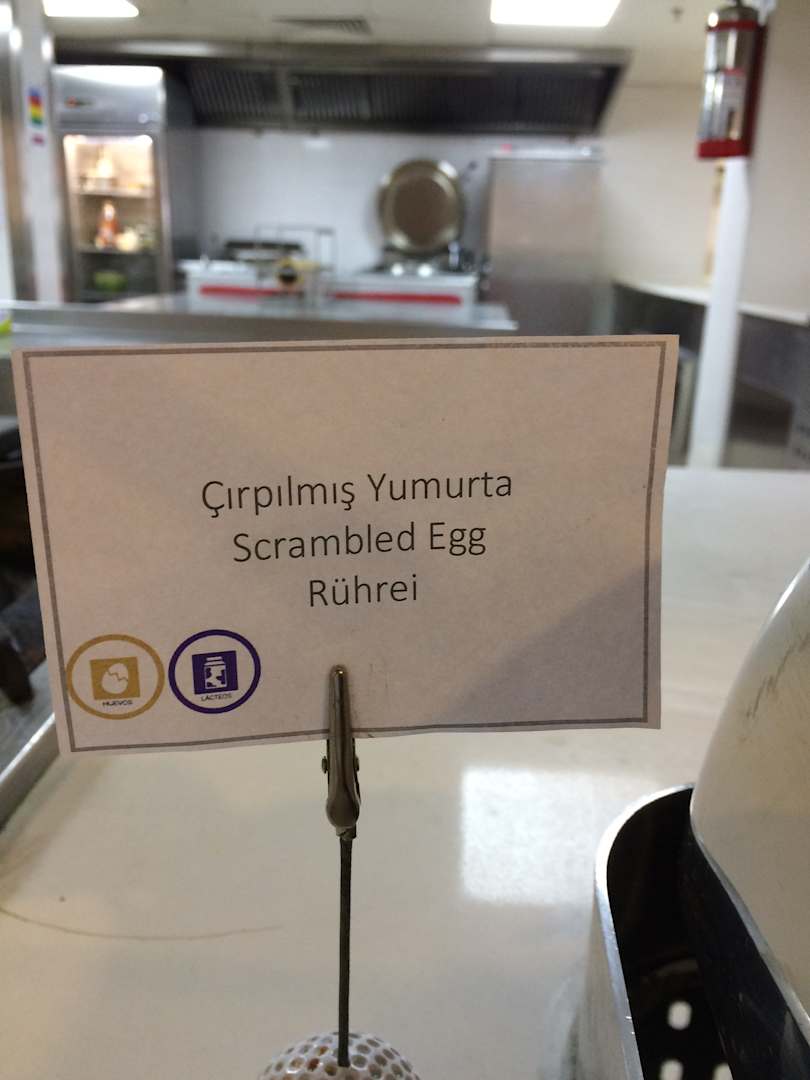 Çırpılmış Yumurta
Scrambled Egg
Rührei
HUEVOS
LÁCTEOS